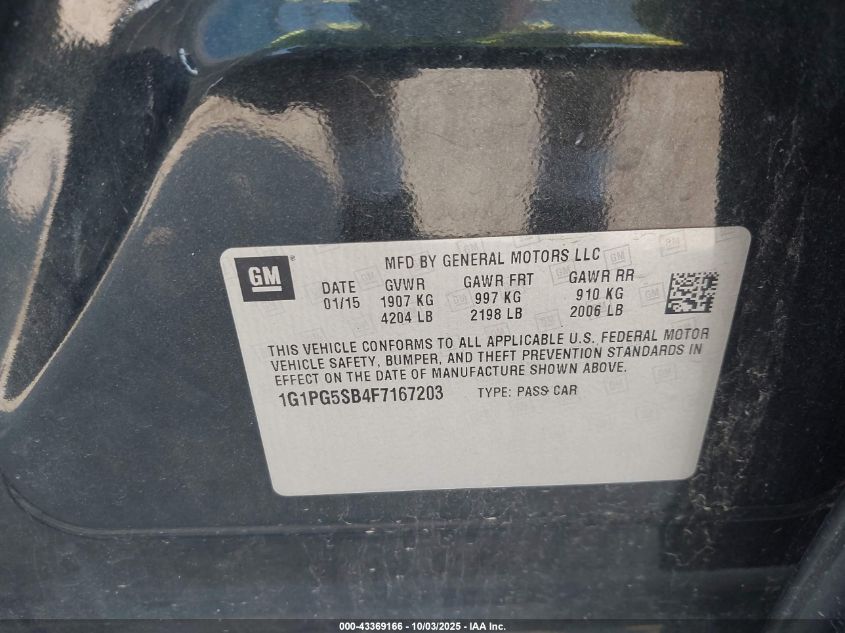 GM
MFD BY GENERAL MOTORS LLC
DATE GVWR GAWR FRT GAWR RR
01/15 1907 KG 997 KG 910 KG
4204 LB 2198 LB 2006 LB
THIS VEHICLE CONFORMS TO ALL APPLICABLE U.S. FEDERAL MOTOR
VEHICLE SAFETY, BUMPER, AND THEFT PREVENTION STANDARDS IN
EFFECT ON THE DATE OF MANUFACTURE SHOWN ABOVE.
1G1PG5SB4F7167203 TYPE: PASS CAR
000-43369166 - 10/03/2025 - IAA Inc.